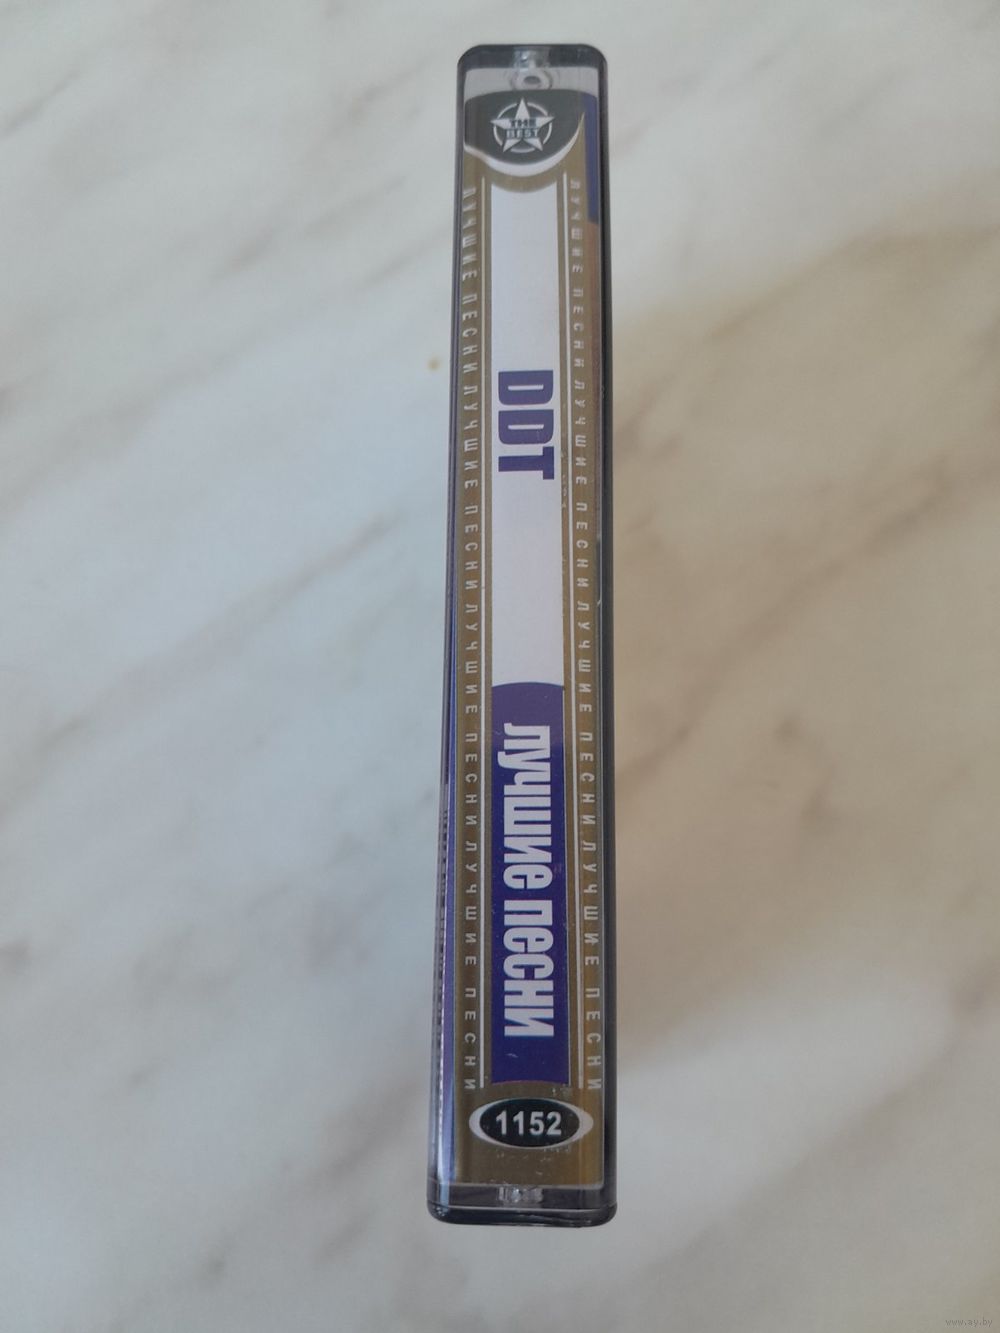 THE
BEST
DDT
лучшие песни
ЛУЧШИЕ ПЕСНИ ЛУЧШИЕ ПЕСНИ ЛУЧШИЕ ПЕСНИ ЛУЧШИЕ ПЕСНИ
ЛУЧШИЕ ПЕСНИ ЛУЧШИЕ ПЕСНИ ЛУЧШИЕ ПЕСНИ ЛУЧШИЕ ПЕСНИ
1152
www.ay.by